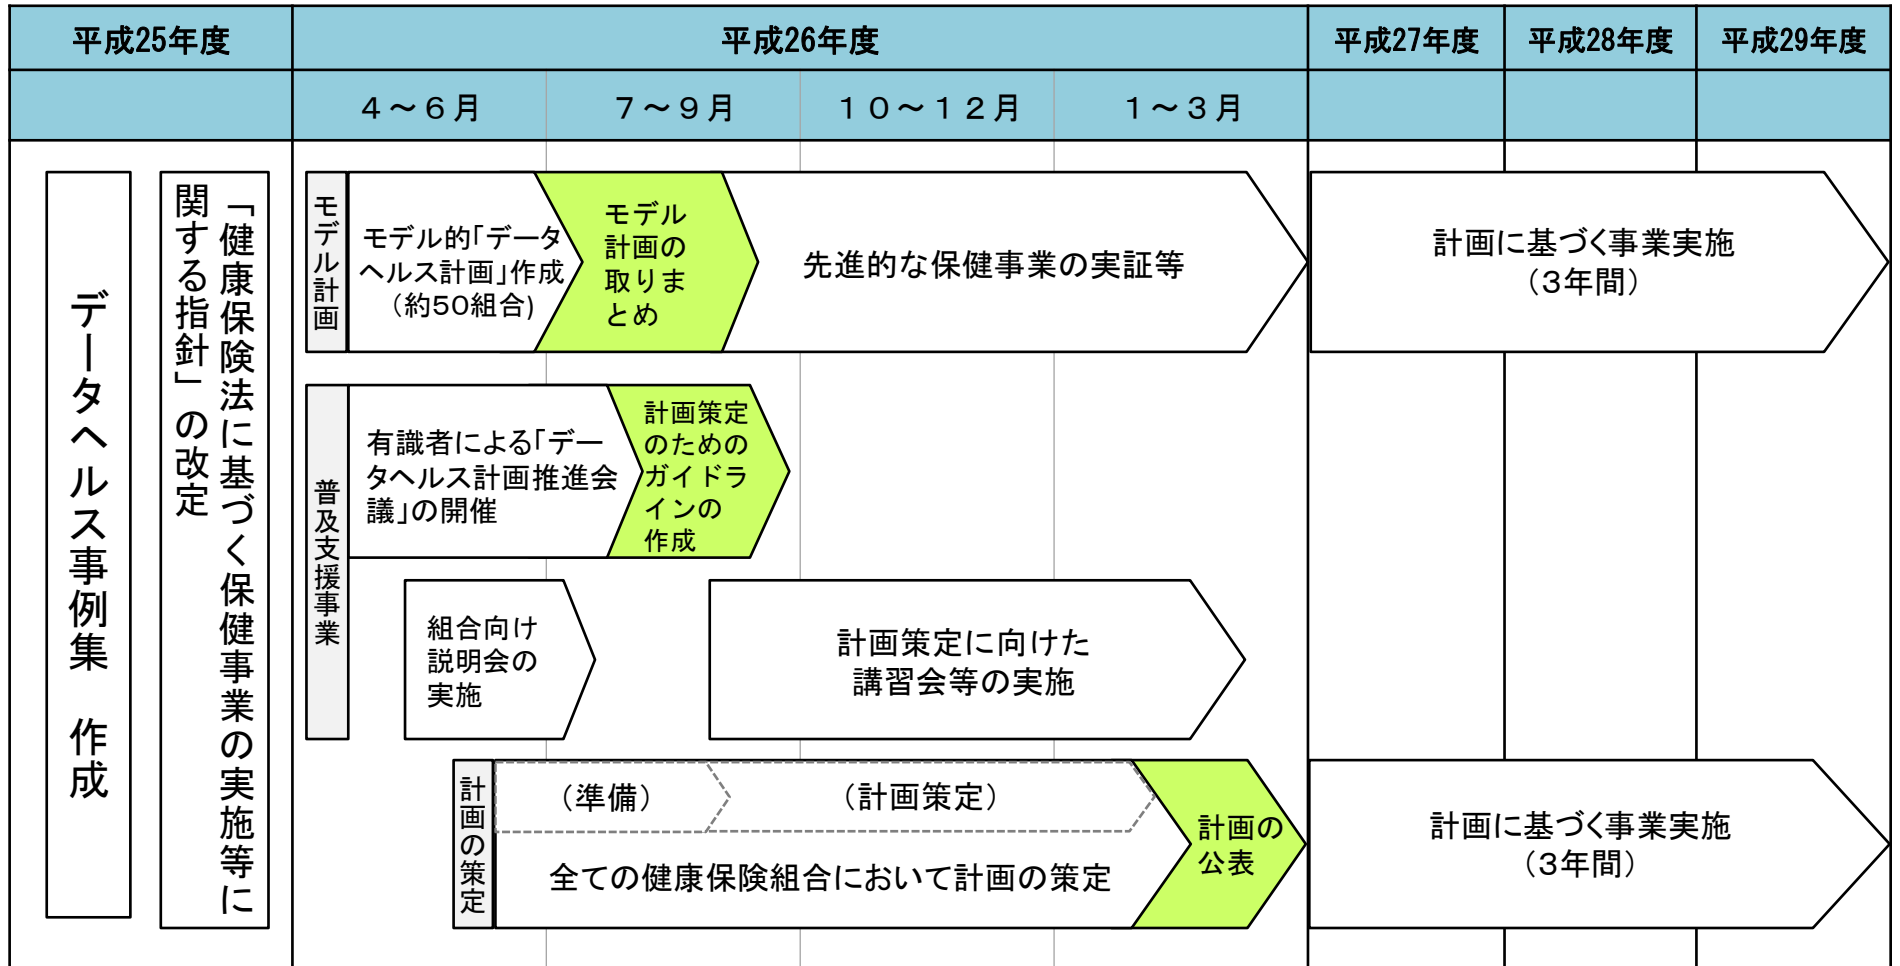 平成25年度
平成26年度
平成27年度
平成28年度
平成29年度
４～６月
７～９月
１０～１２月
１～３月
データヘルス事例集　作成
「健康保険法に基づく保健事業の実施等に
関する指針」の改定
モデル計画
モデル的「データ
ヘルス計画」作成
（約50組合)
モデル
計画の
取りま
とめ
先進的な保健事業の実証等
計画に基づく事業実施
（３年間）
普及支援事業
有識者による「デー
タヘルス計画推進会
議」の開催
計画策定
のための
ガイドラ
インの
作成
組合向け
説明会の
実施
計画策定に向けた
講習会等の実施
計画の策定
（準備）
（計画策定）
全ての健康保険組合において計画の策定
計画の
公表
計画に基づく事業実施
（３年間）